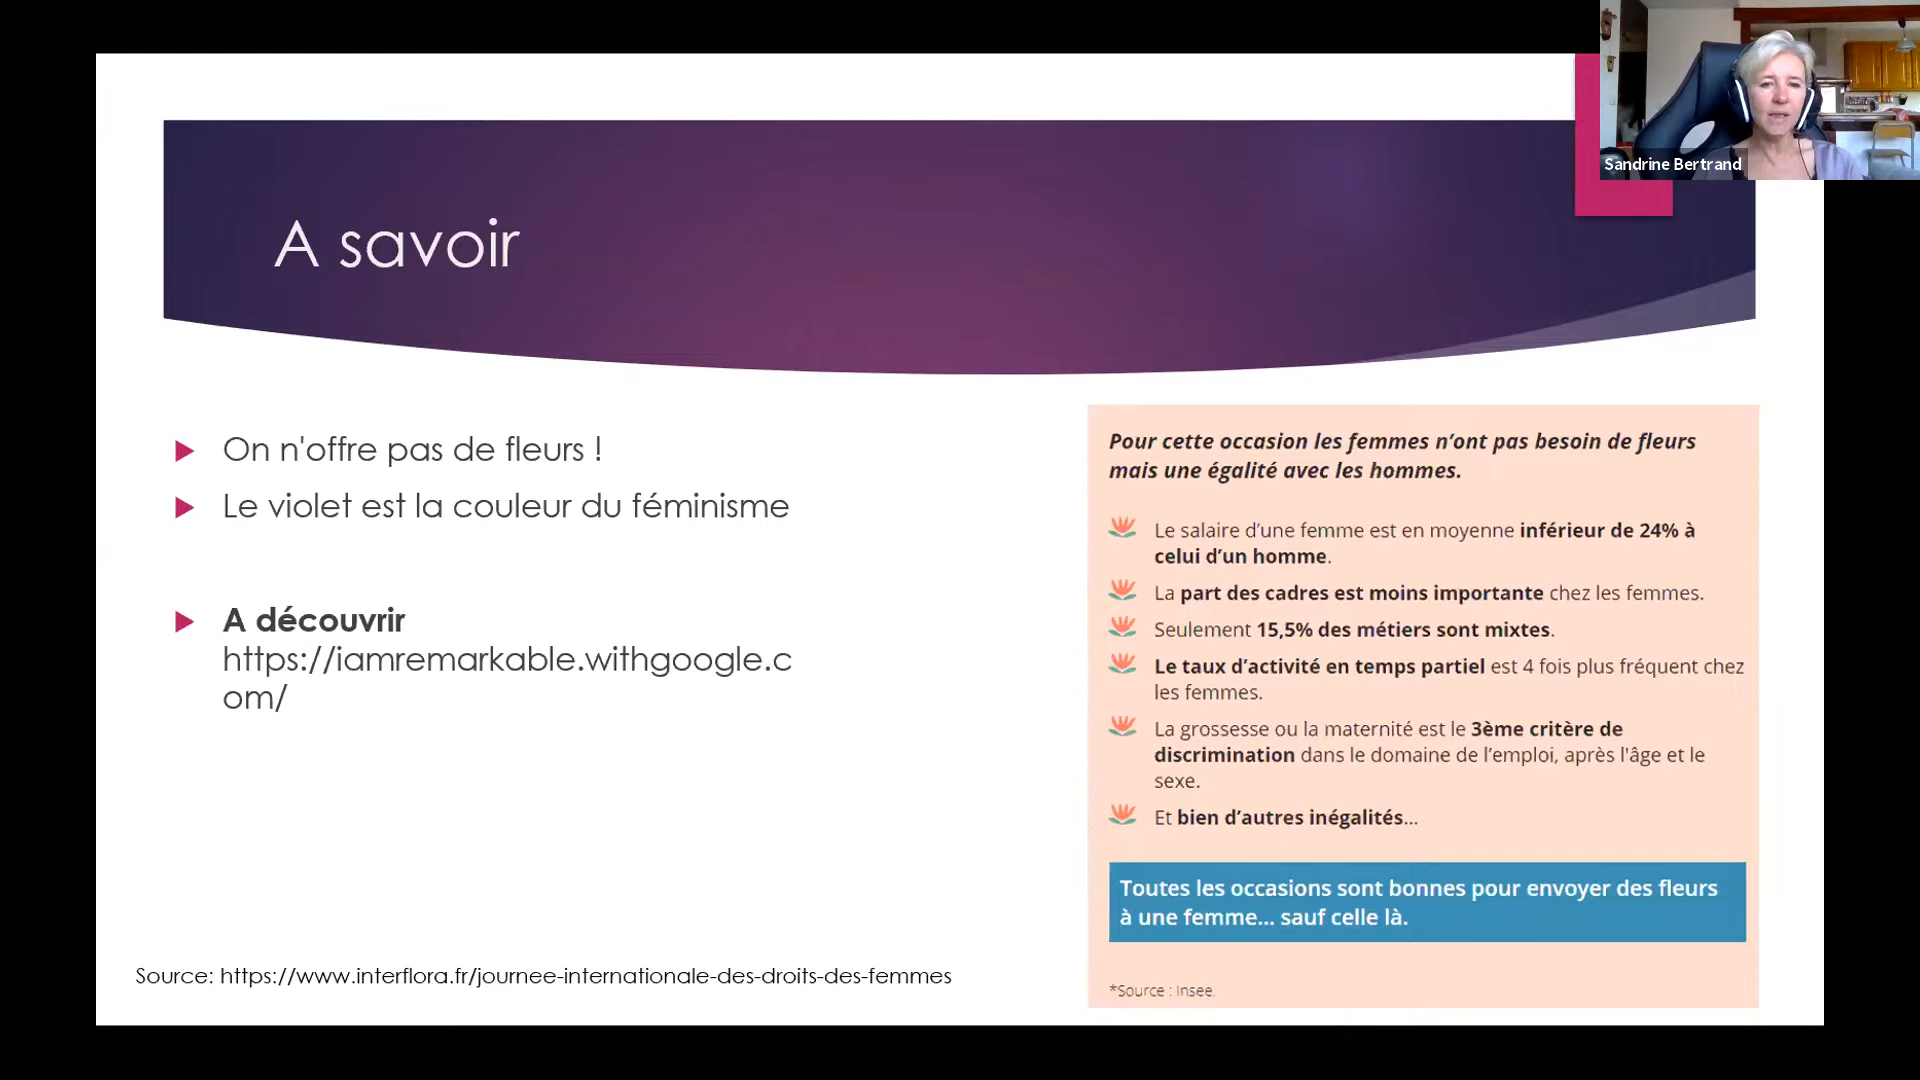 Sandrine Bertrand
A savoir
On n'offre pas de fleurs !
Le violet est la couleur du féminisme
A découvrir
https://iamremarkable.withgoogle.c
om/
Source: https://www.interflora.fr/journee-internationale-des-droits-des-femmes
Pour cette occasion les femmes n’ont pas besoin de fleurs
mais une égalité avec les hommes.
Le salaire d’une femme est en moyenne inférieur de 24% à
celui d’un homme.
La part des cadres est moins importante chez les femmes.
Seulement 15,5% des métiers sont mixtes.
Le taux d’activité en temps partiel est 4 fois plus fréquent chez
les femmes.
La grossesse ou la maternité est le 3ème critère de
discrimination dans le domaine de l’emploi, après l'âge et le
sexe.
Et bien d’autres inégalités...
Toutes les occasions sont bonnes pour envoyer des fleurs
à une femme... sauf celle là.
*Source : Insee.